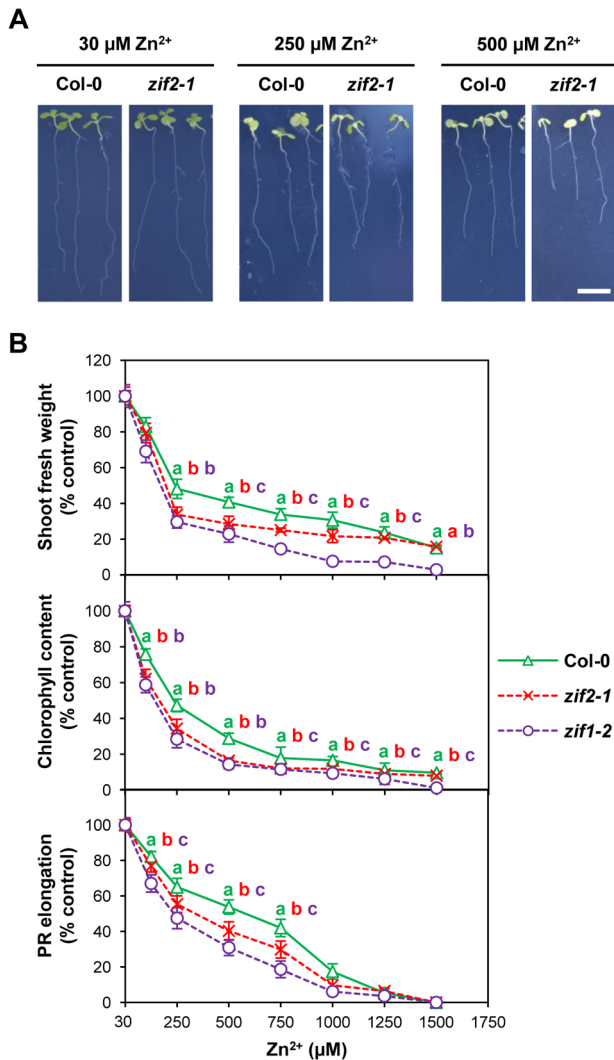 A
30 µM Zn²⁺ 250 µM Zn²⁺ 500 µM Zn²⁺
Col-0 zif2-1 Col-0 zif2-1 Col-0 zif2-1
B
Shoot fresh weight
(% control)
120
100
80
60
40
20
0
a b b
a b c
a b c
a b c
a b c
a a b
Chlorophyll content
(% control)
100
80
60
40
20
0
a b b
a b b
a b b
a b c
a b c
a b c
a b c
Col-0
zif2-1
zif1-2
PR elongation
(% control)
100
80
60
40
20
0
a b c
a b c
a b c
a b c
30 250 500 750 1000 1250 1500 1750
Zn²⁺ (µM)